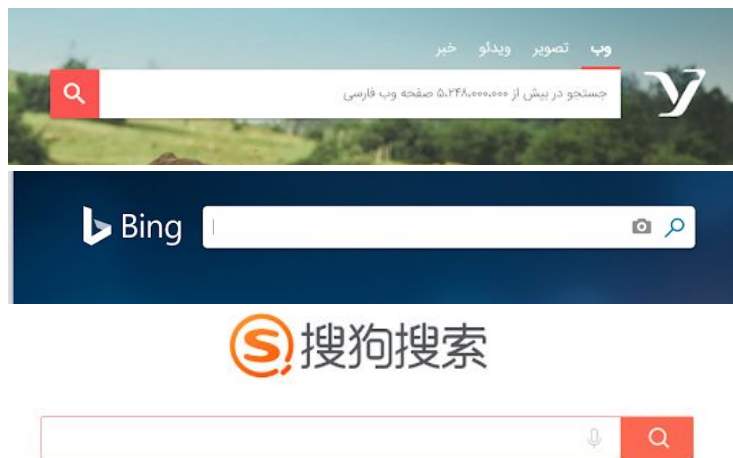 وب تصویر ویدئو خبر
جستجو در بیش از ۵،۲۴۸،۰۰۰،۰۰۰ صفحه وب فارسی
Bing
搜狗搜索